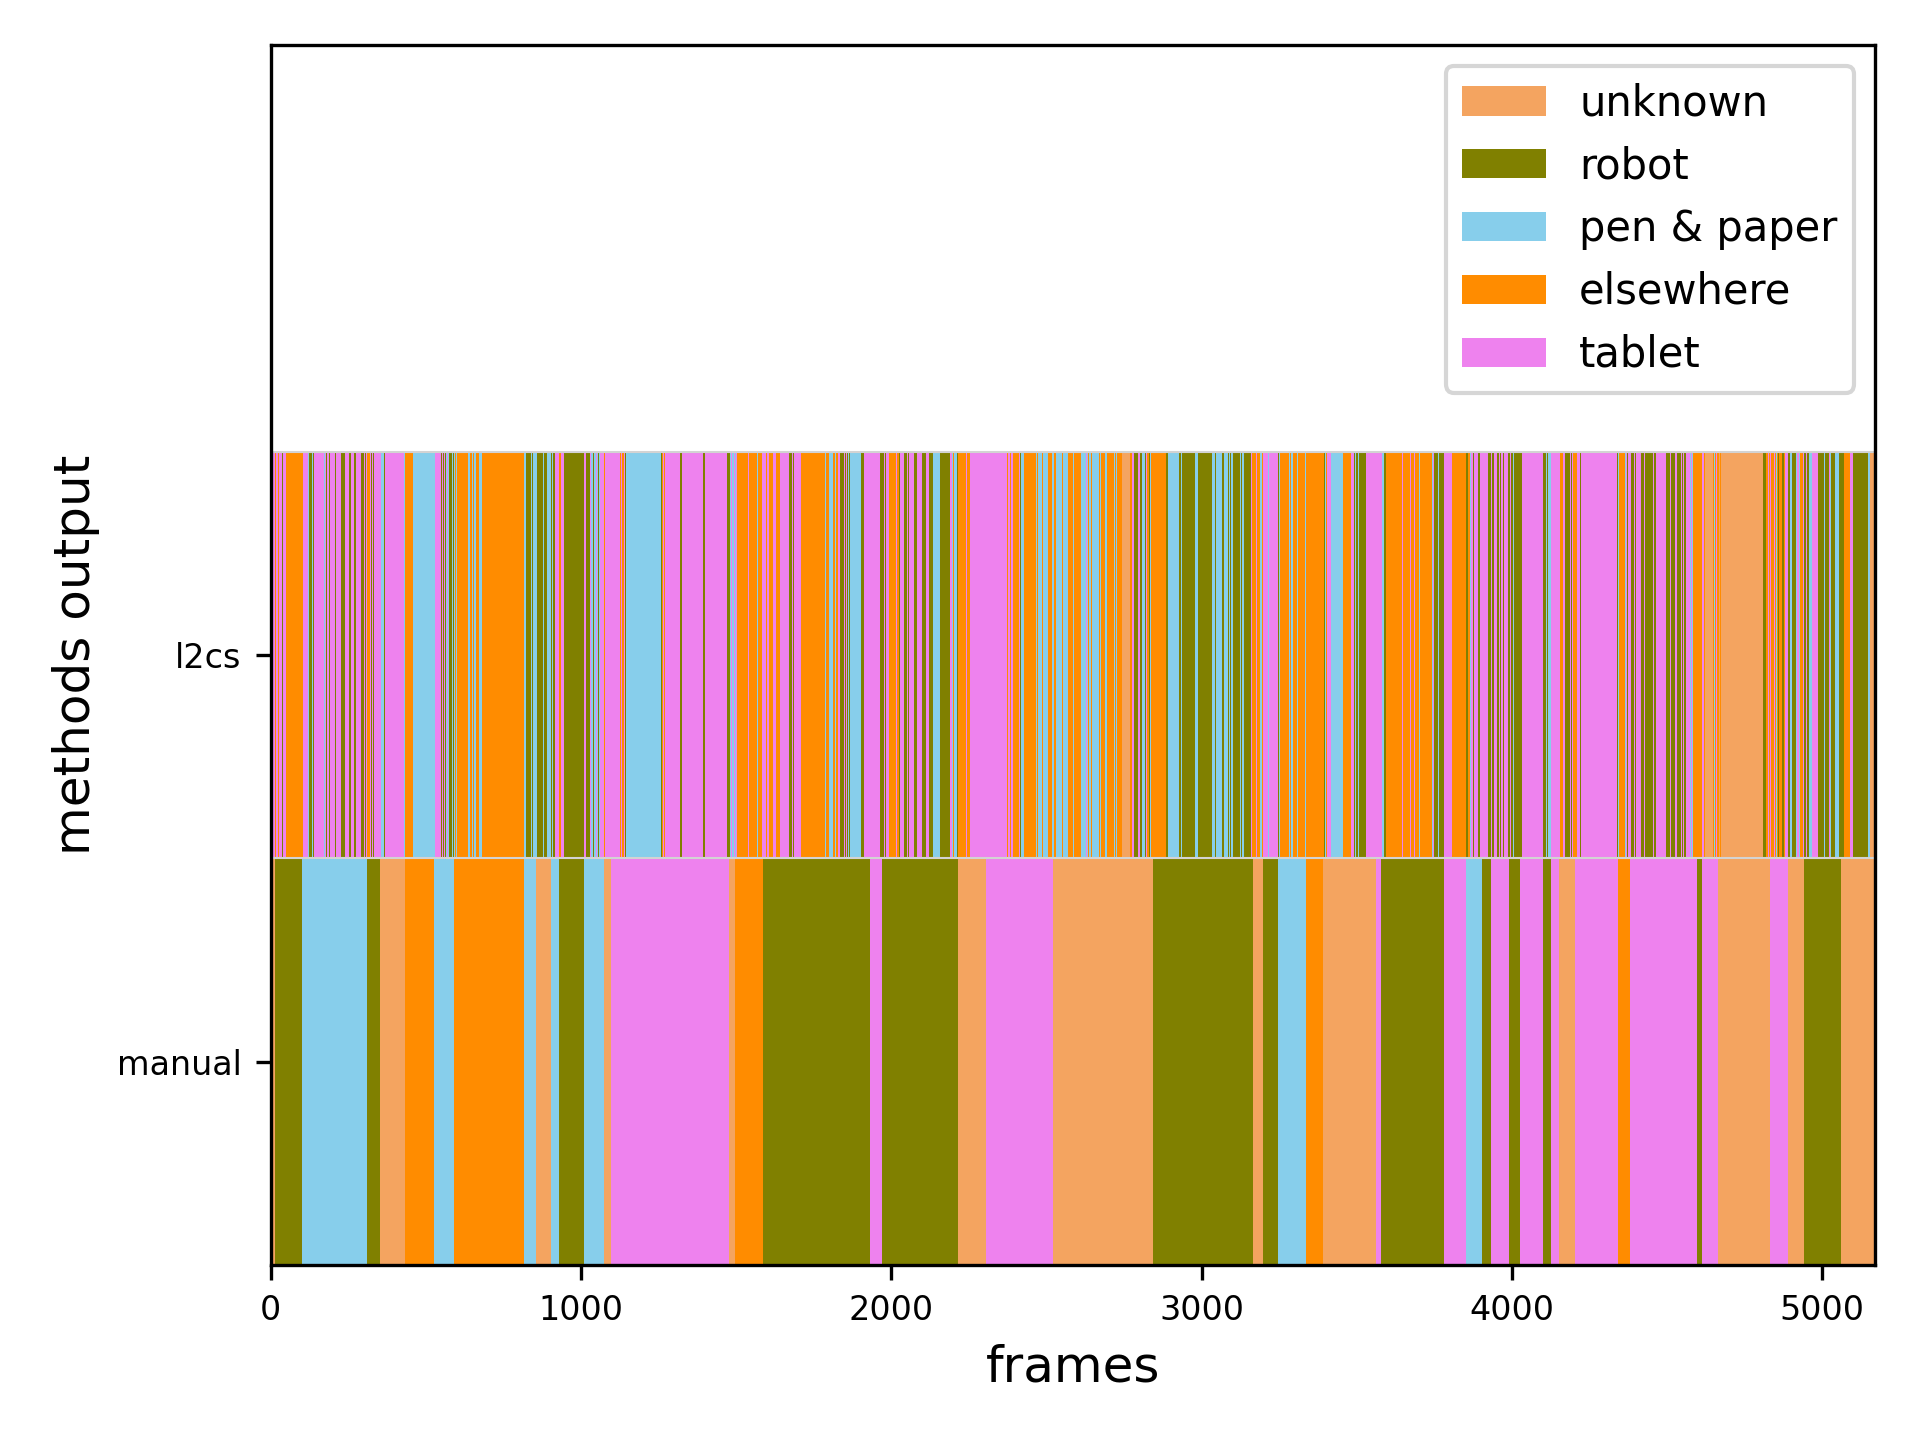 unknown
robot
pen & paper
elsewhere
tablet
methods output
l2cs
manual
0 1000 2000 3000 4000 5000
frames